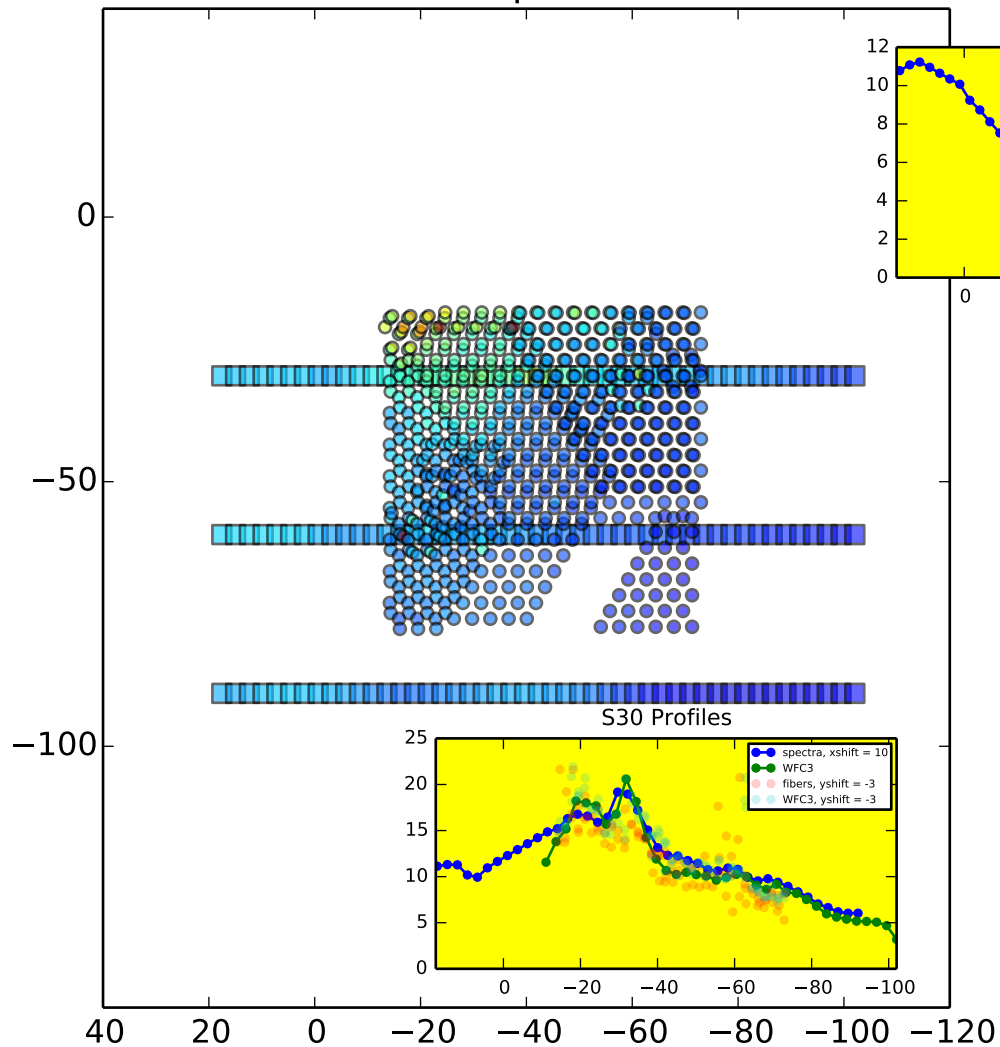 12
10
8
6
4
2
0
0
0
−50
−100
S30 Profiles
25
20
15
10
5
0
spectra, xshift = 10
WFC3
fibers, yshift = -3
WFC3, yshift = -3
0 −20 −40 −60 −80 −100
40 20 0 −20 −40 −60 −80 −100 −120